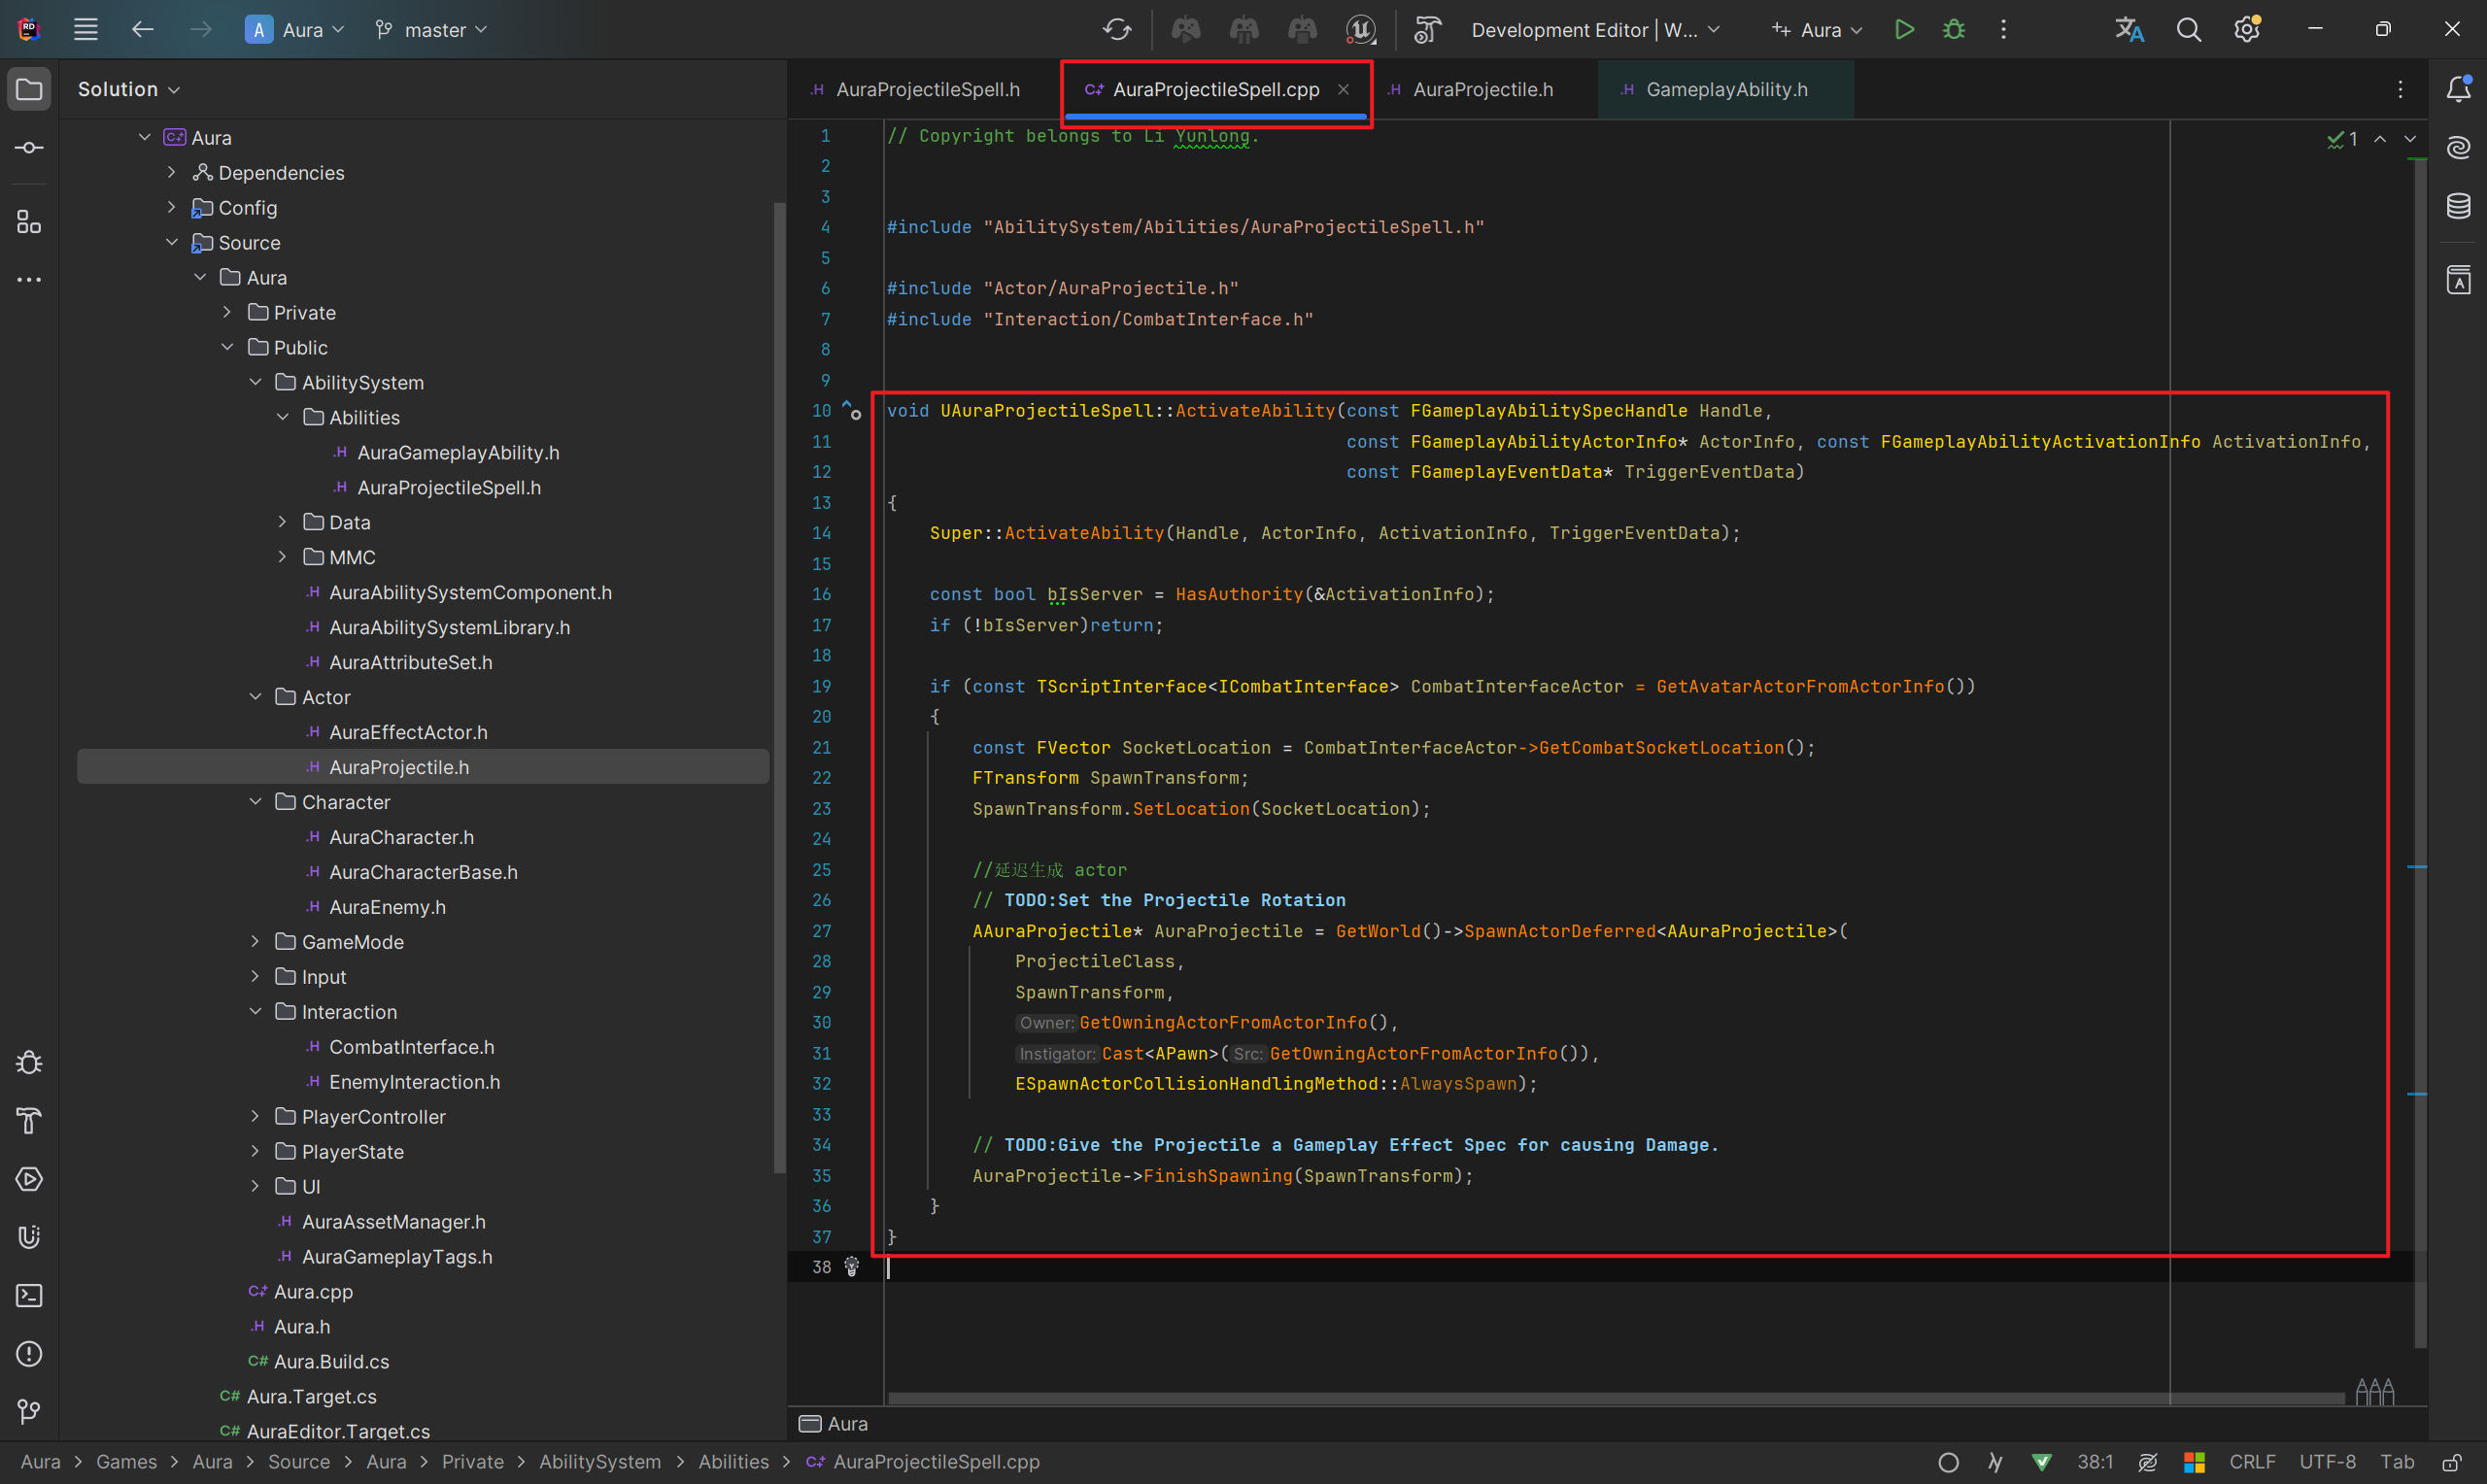 Aura
master
Development Editor | W...
Aura
Solution
Aura
Dependencies
Config
Source
Aura
Private
Public
AbilitySystem
Abilities
AuraGameplayAbility.h
AuraProjectileSpell.h
Data
MMC
AuraAbilitySystemComponent.h
AuraAbilitySystemLibrary.h
AuraAttributeSet.h
Actor
AuraEffectActor.h
AuraProjectile.h
Character
AuraCharacter.h
AuraCharacterBase.h
AuraEnemy.h
GameMode
Input
Interaction
CombatInterface.h
EnemyInteraction.h
PlayerController
PlayerState
UI
AuraAssetManager.h
AuraGameplayTags.h
Aura.cpp
Aura.h
Aura.Build.cs
Aura.Target.cs
AuraEditor.Target.cs
AuraProjectileSpell.h
AuraProjectileSpell.cpp
AuraProjectile.h
GameplayAbility.h
1
1 // Copyright belongs to Li Yunlong.
2
3
4 #include "AbilitySystem/Abilities/AuraProjectileSpell.h"
5
6 #include "Actor/AuraProjectile.h"
7 #include "Interaction/CombatInterface.h"
8
9
10 void UAuraProjectileSpell::ActivateAbility(const FGameplayAbilitySpecHandle Handle,
11 const FGameplayAbilityActorInfo* ActorInfo, const FGameplayAbilityActivationInfo ActivationInfo,
12 const FGameplayEventData* TriggerEventData)
13 {
14 Super::ActivateAbility(Handle, ActorInfo, ActivationInfo, TriggerEventData);
15
16 const bool bIsServer = HasAuthority(&ActivationInfo);
17 if (!bIsServer)return;
18
19 if (const TScriptInterface<ICombatInterface> CombatInterfaceActor = GetAvatarActorFromActorInfo())
20 {
21 const FVector SocketLocation = CombatInterfaceActor->GetCombatSocketLocation();
22 FTransform SpawnTransform;
23 SpawnTransform.SetLocation(SocketLocation);
24
25 //延迟生成 actor
26 // TODO:Set the Projectile Rotation
27 AAuraProjectile* AuraProjectile = GetWorld()->SpawnActorDeferred<AAuraProjectile>(
28 ProjectileClass,
29 SpawnTransform,
30 Owner: GetOwningActorFromActorInfo(),
31 Instigator: Cast<APawn>( Src: GetOwningActorFromActorInfo()),
32 ESpawnActorCollisionHandlingMethod::AlwaysSpawn);
33
34 // TODO:Give the Projectile a Gameplay Effect Spec for causing Damage.
35 AuraProjectile->FinishSpawning(SpawnTransform);
36 }
37 }
38
Aura
Aura > Games > Aura > Source > Aura > Private > AbilitySystem > Abilities > AuraProjectileSpell.cpp
38:1 CRLF UTF-8 Tab